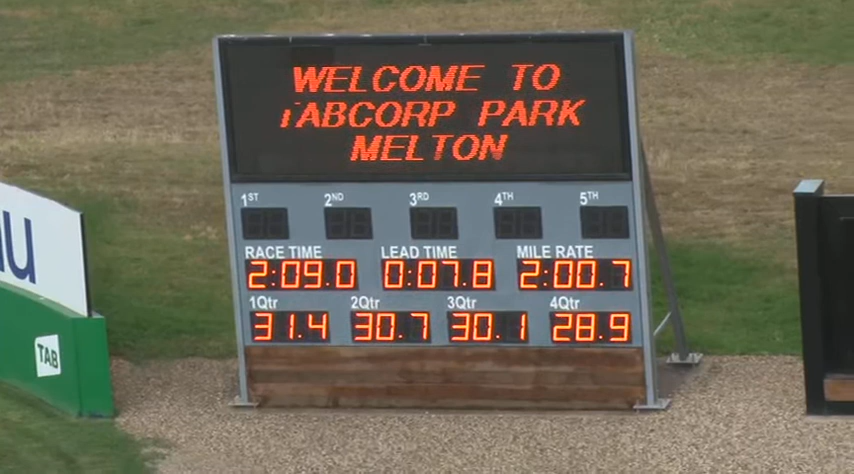 WELCOME TO
TABCORP PARK
MELTON
1ST 2ND 3RD 4TH 5TH
RACE TIME LEAD TIME MILE RATE
2:09.0 0:07.8 2:00.7
1Qtr 2Qtr 3Qtr 4Qtr
31.4 30.7 30.1 28.9
u
TAB